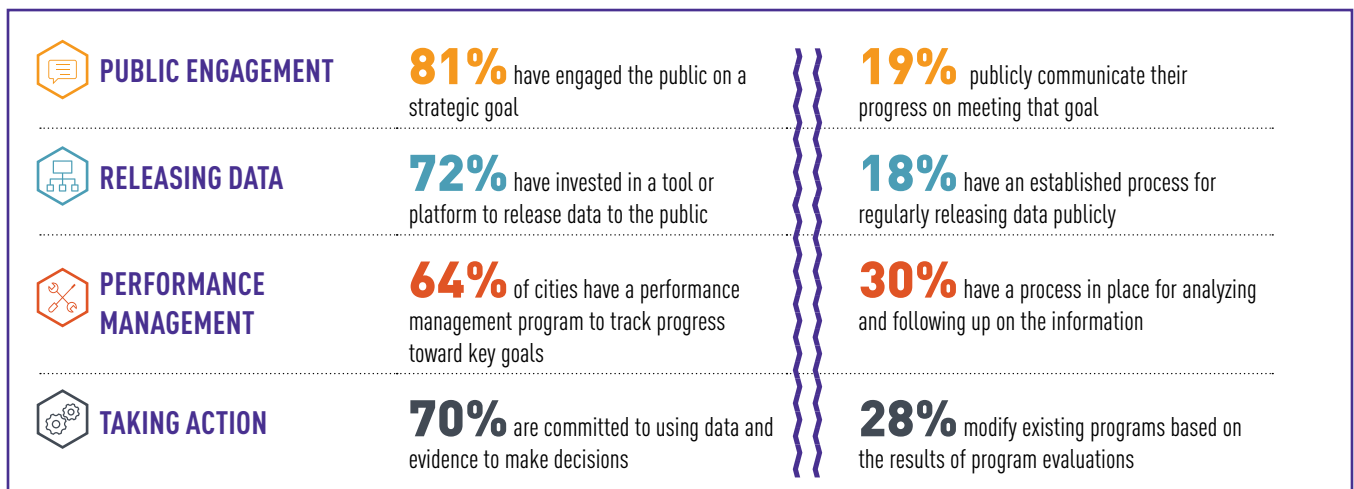 PUBLIC ENGAGEMENT
81% have engaged the public on a
strategic goal
19% publicly communicate their
progress on meeting that goal
RELEASING DATA
72% have invested in a tool or
platform to release data to the public
18% have an established process for
regularly releasing data publicly
PERFORMANCE
MANAGEMENT
64% of cities have a performance
management program to track progress
toward key goals
30% have a process in place for analyzing
and following up on the information
TAKING ACTION
70% are committed to using data and
evidence to make decisions
28% modify existing programs based on
the results of program evaluations